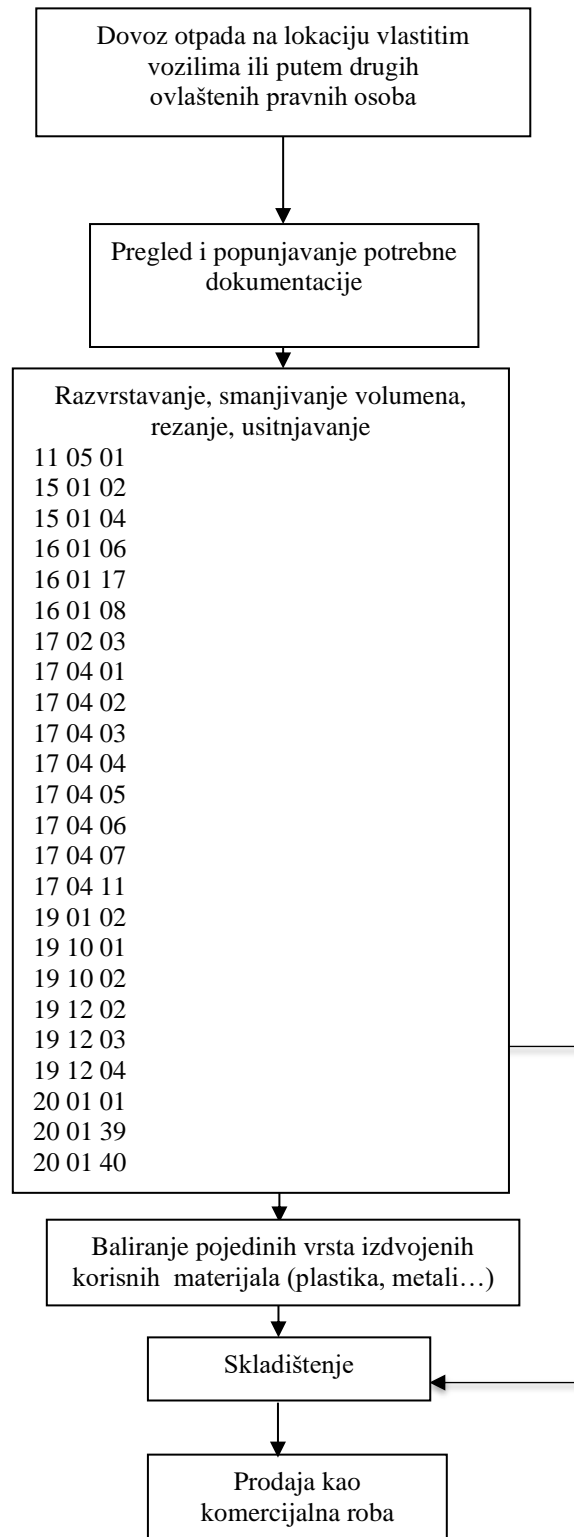 Dovoz otpada na lokaciju vlastitim
vozilima ili putem drugih
ovlaštenih pravnih osoba
Pregled i popunjavanje potrebne
dokumentacije
Razvrstavanje, smanjivanje volumena,
rezanje, usitnjavanje
11 05 01
15 01 02
15 01 04
16 01 06
16 01 17
16 01 08
17 02 03
17 04 01
17 04 02
17 04 03
17 04 04
17 04 05
17 04 06
17 04 07
17 04 11
19 01 02
19 10 01
19 10 02
19 12 02
19 12 03
19 12 04
20 01 01
20 01 39
20 01 40
Baliranje pojedinih vrsta izdvojenih
korisnih materijala (plastika, metali…)
Skladištenje
Prodaja kao
komercijalna roba